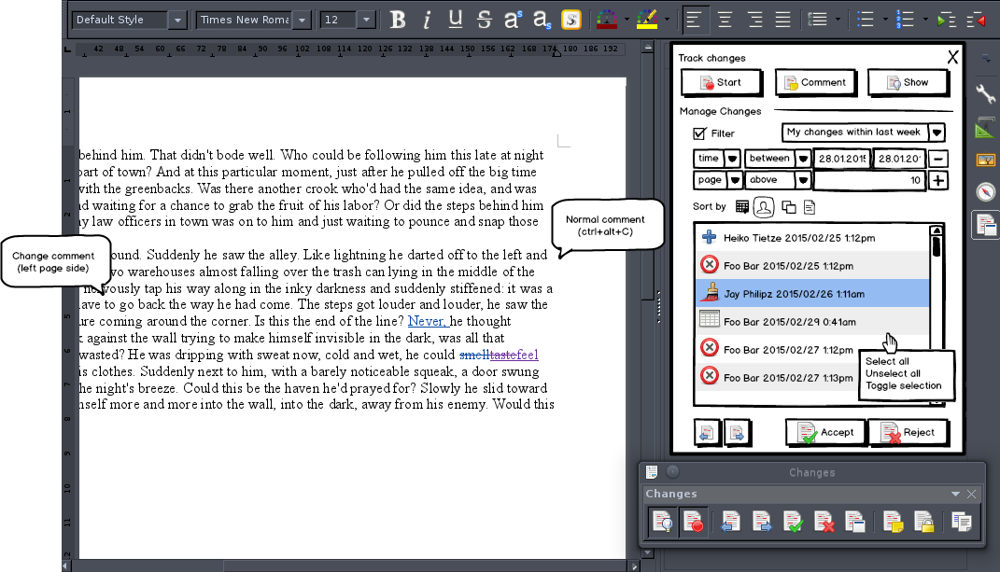 Default Style
Times New Roma
12
B i U S a a S
42 48 54 60 66 72 78 84 90 96 102 108 114 120 126 132 138 144 150 156 162 168 174 180 186 192
behind him. That didn't bode well. Who could be following him this late at night
part of town? And at this particular moment, just after he pulled off the big time
with the greenbacks. Was there another crook who'd had the same idea, and was
nd waiting for a chance to grab the fruit of his labor? Or did the steps behind him
ny law officers in town was on to him and just waiting to pounce and snap those
ound. Suddenly he saw the alley. Like lightning he darted off to the left and
wo warehouses almost falling over the trash can lying in the middle of the
nervously tap his way along in the inky darkness and suddenly stiffened: it was a
ave to go back the way he had come. The steps got louder and louder, he saw the
ure coming around the corner. Is this the end of the line? Never, he thought
k against the wall trying to make himself invisible in the dark, was all that
wasted? He was dripping with sweat now, cold and wet, he could smelltastefeel
is clothes. Suddenly next to him, with a barely noticeable squeak, a door swung
he night's breeze. Could this be the haven he'd prayed for? Slowly he slid toward
nself more and more into the wall, into the dark, away from his enemy. Would this
Change comment
(left page side)
Normal comment
(ctrl+alt+C)
Track changes
X
Start
Comment
Show
Manage Changes
Filter
My changes within last week
time
between
28.01.2015
28.01.20
page
above
10
Sort by
Heiko Tietze 2015/02/25 1:12pm
Foo Bar 2015/02/25 1:12pm
Jay Philipz 2015/02/26 1:11am
Foo Bar 2015/02/29 0:41am
Foo Bar 2015/02/27 1:12pm
Foo Bar 2015/02/27 1:13pm
Select all
Unselect all
Toggle selection
Accept
Reject
Changes
Changes